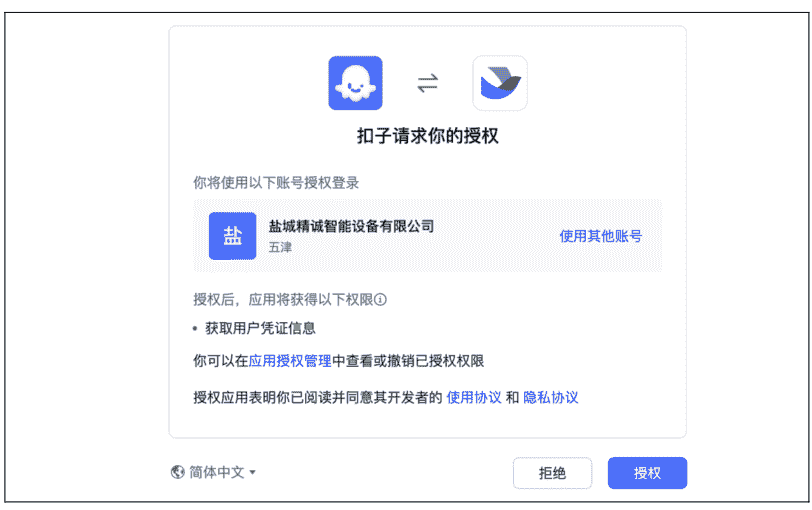 扣子请求你的授权
你将使用以下账号授权登录
盐
盐城精诚智能设备有限公司
五津
使用其他账号
授权后，应用将获得以下权限
• 获取用户凭证信息
你可以在应用授权管理中查看或撤销已授权权限
授权应用表明你已阅读并同意其开发者的 使用协议 和 隐私协议
简体中文
拒绝
授权